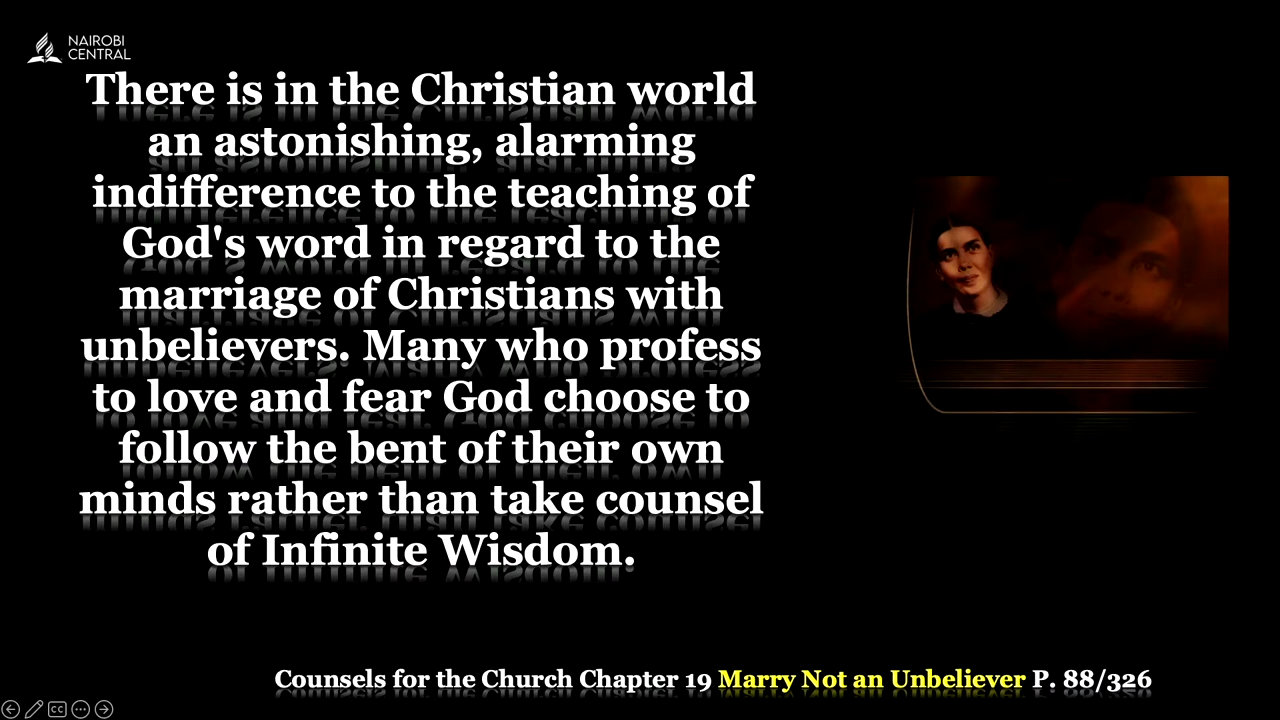 NAIROBI
CENTRAL
There is in the Christian world
an astonishing, alarming
indifference to the teaching of
God's word in regard to the
marriage of Christians with
unbelievers. Many who profess
to love and fear God choose to
follow the bent of their own
minds rather than take counsel
of Infinite Wisdom.
Counsels for the Church Chapter 19 Marry Not an Unbeliever P. 88/326
CC